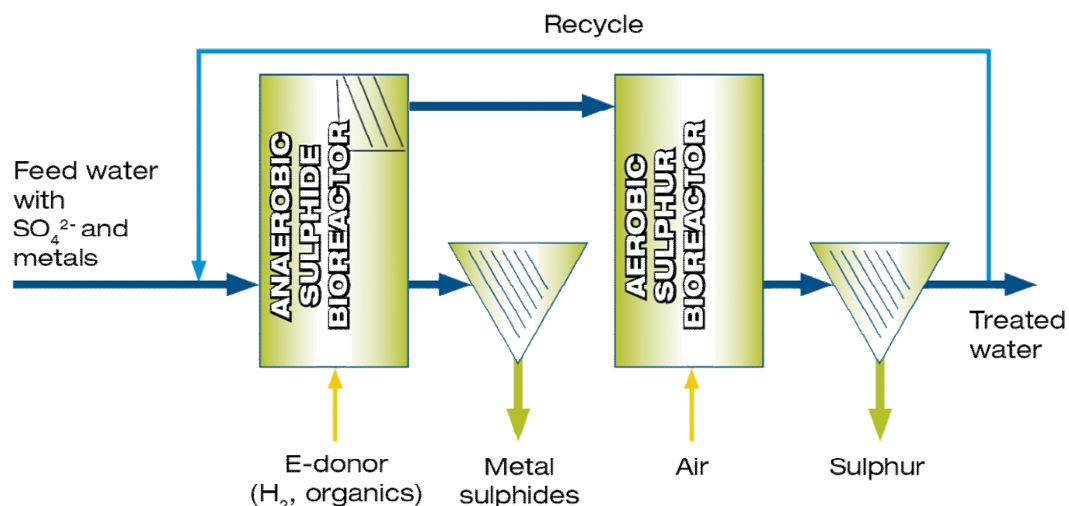 Recycle
Feed water
with
SO₄²⁻ and
metals
ANAEROBIC
SULPHIDE
BIOREACTOR
AEROBIC
SULPHUR
BIOREACTOR
Treated
water
E-donor
(H₂, organics)
Metal
sulphides
Air
Sulphur